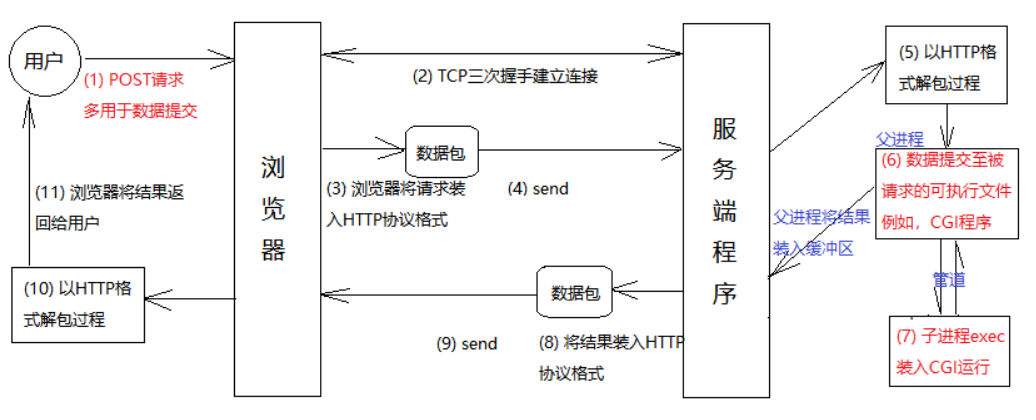 用户
(1) POST请求
多用于数据提交
浏
览
器
(2) TCP三次握手建立连接
数据包
(3) 浏览器将请求装
入HTTP协议格式
(4) send
服
务
端
程
序
(5) 以HTTP格
式解包过程
父进程
(6) 数据提交至被
请求的可执行文件
例如，CGI程序
管道
(7) 子进程exec
装入CGI运行
父进程将结果
装入缓冲区
数据包
(8) 将结果装入HTTP
协议格式
(9) send
(10) 以HTTP格
式解包过程
(11) 浏览器将结果返
回给用户